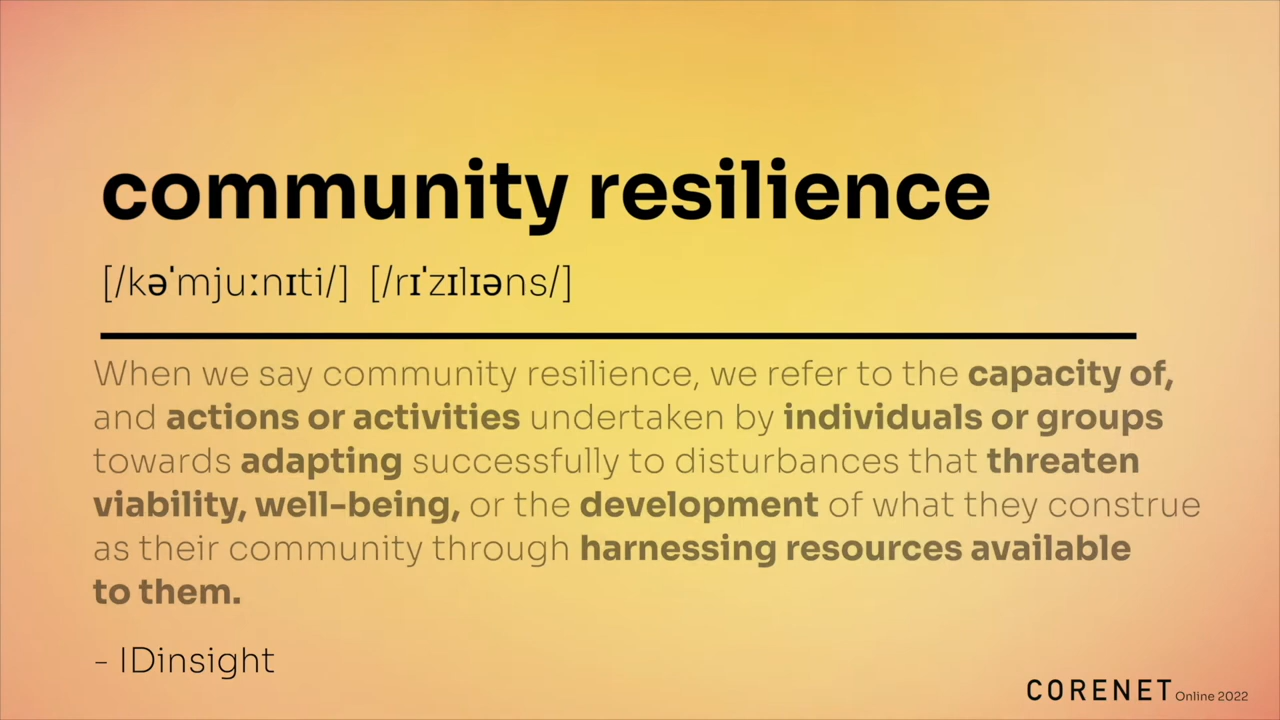 community resilience
[/kəˈmjuːnɪti/] [/rɪˈzɪlɪəns/]
When we say community resilience, we refer to the capacity of,
and actions or activities undertaken by individuals or groups
towards adapting successfully to disturbances that threaten
viability, well-being, or the development of what they construe
as their community through harnessing resources available
to them.
- IDinsight
CORENET Online 2022